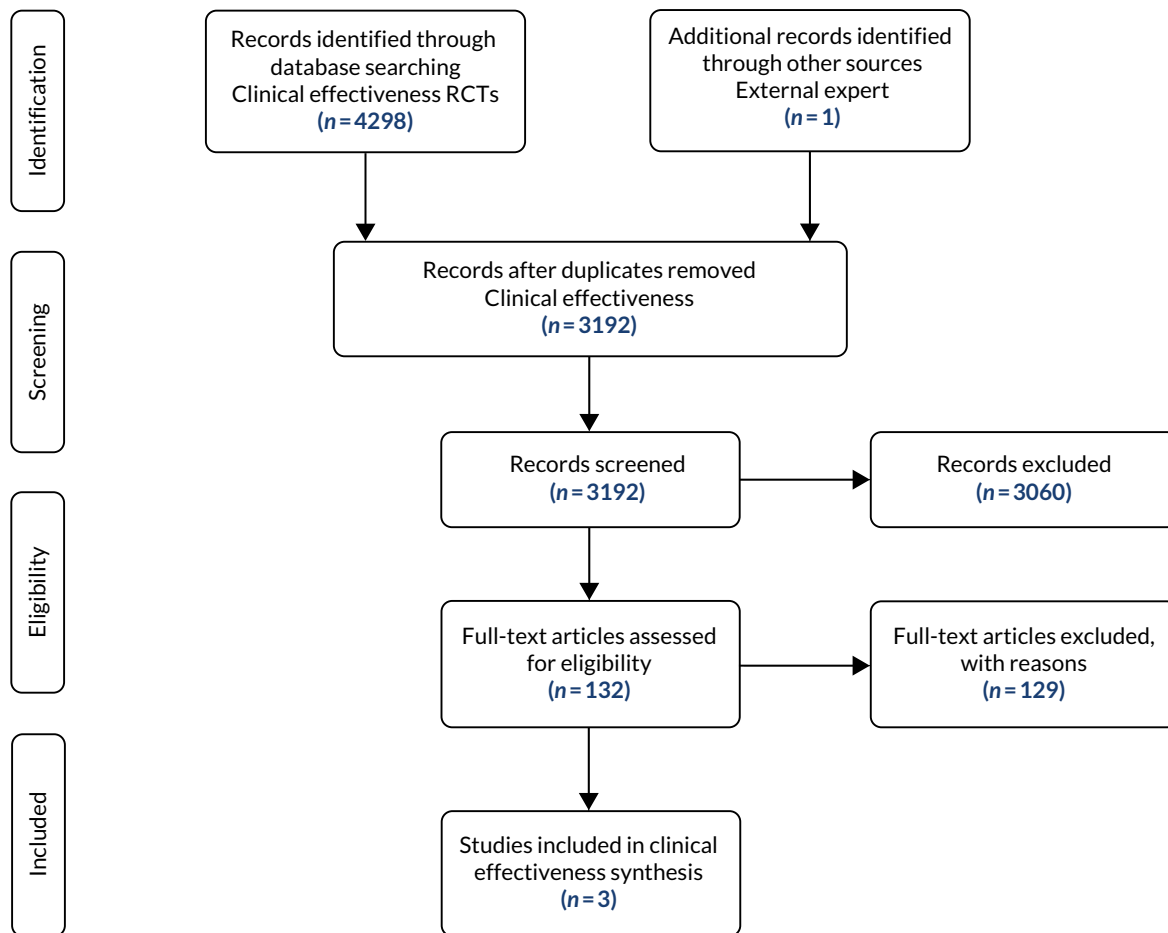 Identification
Records identified through
database searching
Clinical effectiveness RCTs
(n = 4298)
Additional records identified
through other sources
External expert
(n = 1)
Screening
Records after duplicates removed
Clinical effectiveness
(n = 3192)
Records screened
(n = 3192)
Records excluded
(n = 3060)
Eligibility
Full-text articles assessed
for eligibility
(n = 132)
Full-text articles excluded,
with reasons
(n = 129)
Included
Studies included in clinical
effectiveness synthesis
(n = 3)